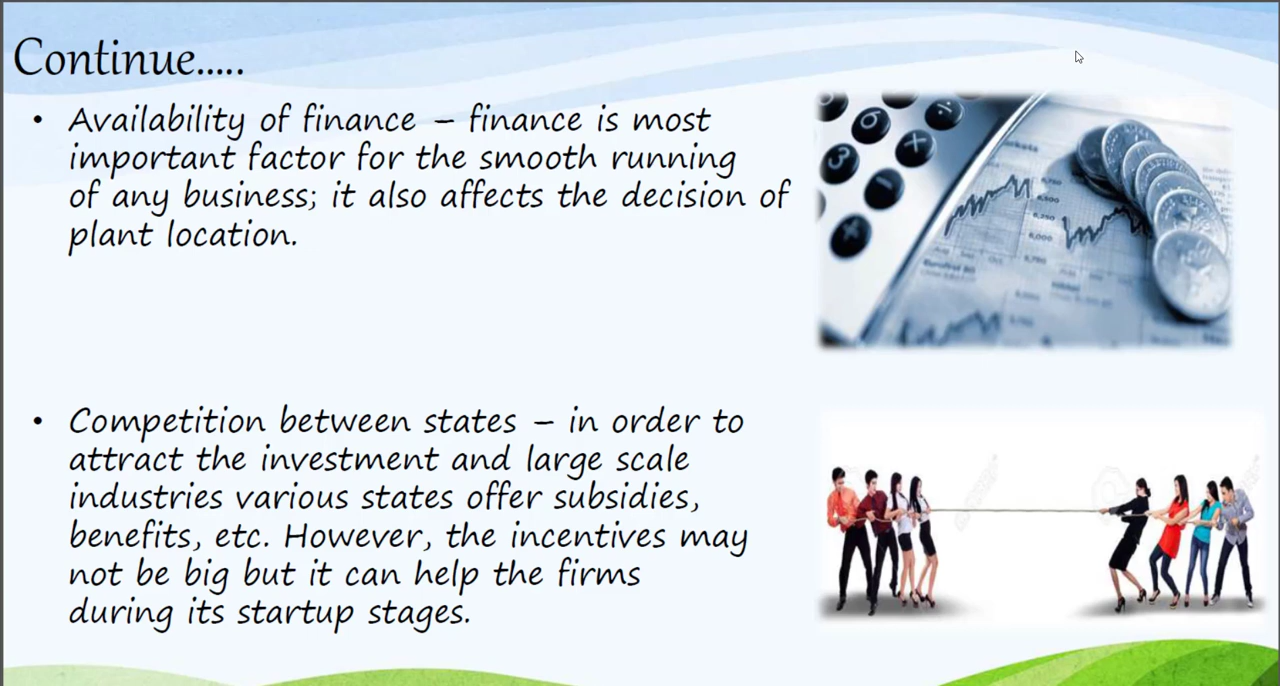 Continue.....
• Availability of finance – finance is most
important factor for the smooth running
of any business; it also affects the decision of
plant location.
• Competition between states – in order to
attract the investment and large scale
industries various states offer subsidies,
benefits, etc. However, the incentives may
not be big but it can help the firms
during its startup stages.